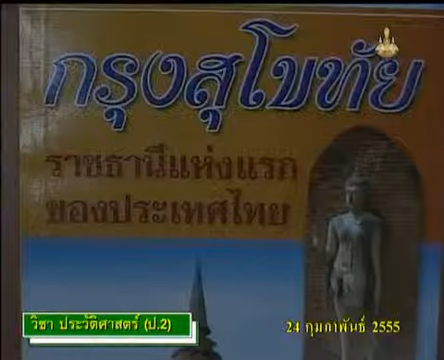 กรุงสุโขทัย
ราชธานีแห่งแรก
ของประเทศไทย
วิชา ประวัติศาสตร์ (ป.2)
24 กุมภาพันธ์ 2555